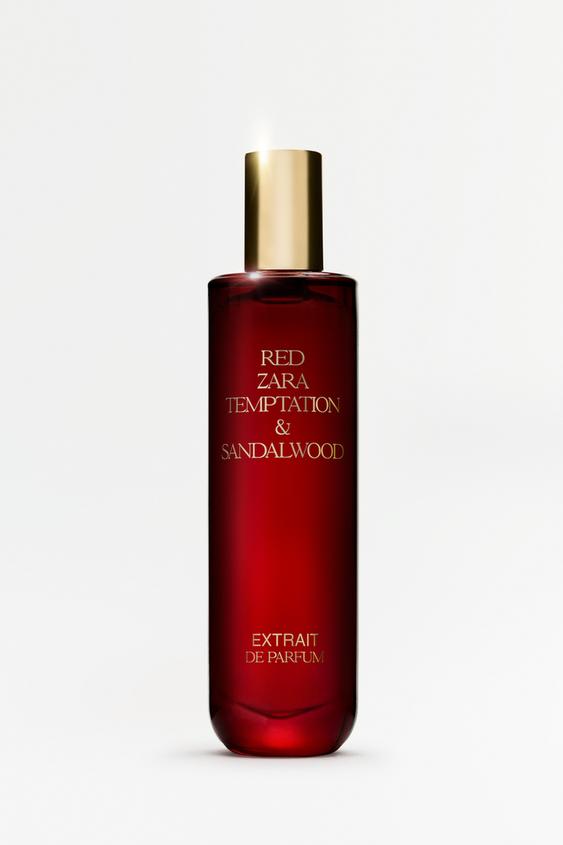 RED
ZARA
TEMPTATION
&
SANDALWOOD
EXTRAIT
DE PARFUM